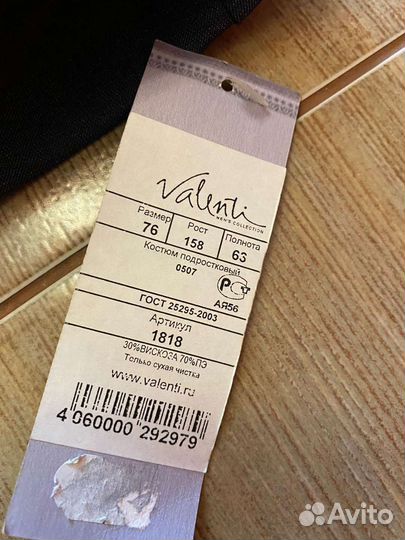 Valenti
MEN'S COLLECTION
Размер Рост Полнота
76 158 63
Костюм подростковый
0507
РСТ
АЯ56
ГОСТ 25295-2003
Артикул
1818
30%ВИСКОЗА 70%ПЭ
Только сухая чистка
www.valenti.ru
4 060000 292979
Avito